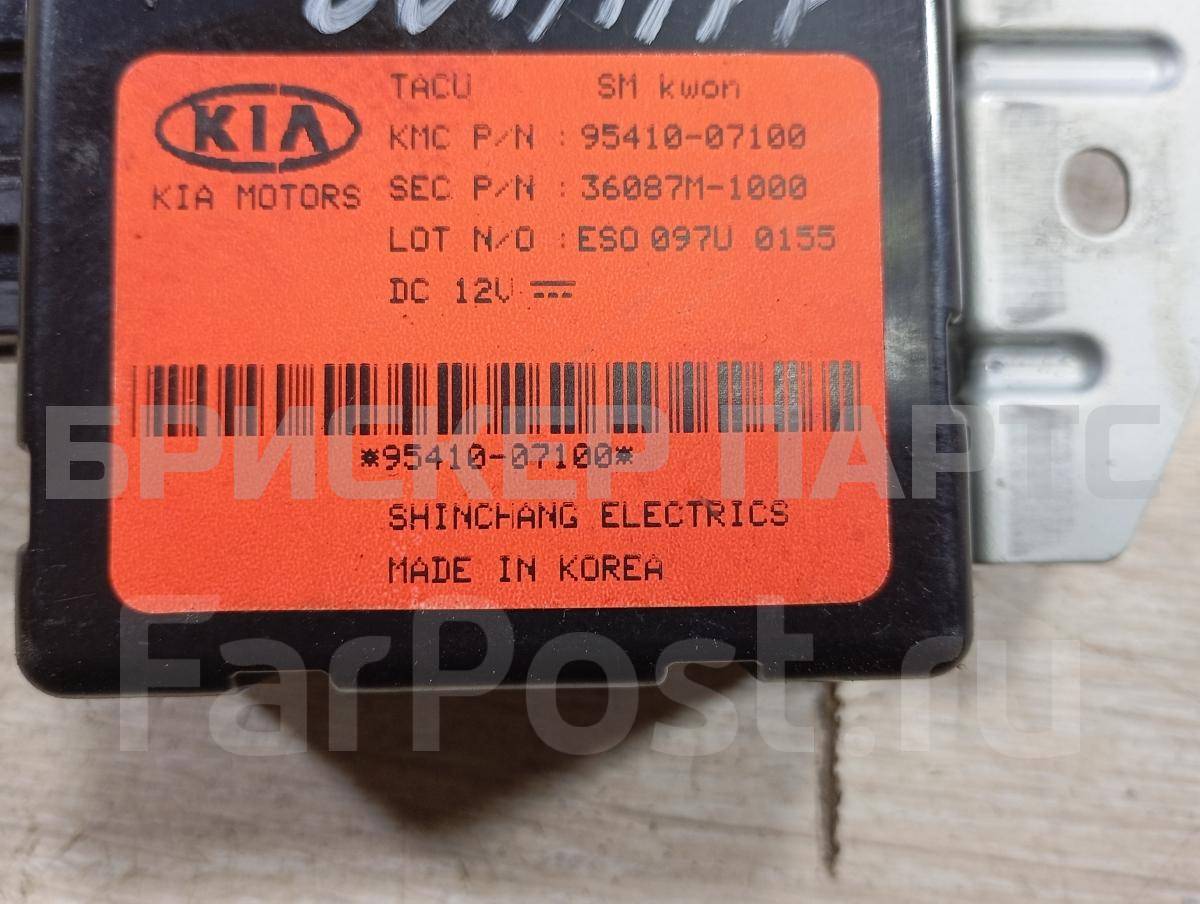 TACU SM kwon
KIA
KMC P/N : 95410-07100
KIA MOTORS
SEC P/N : 36087M-1000
LOT N/O : ESO 097U 0155
DC 12V
*95410-07100*
БРИСКЕР ПАРТС
SHINCHANG ELECTRICS
MADE IN KOREA
FarPost.ru